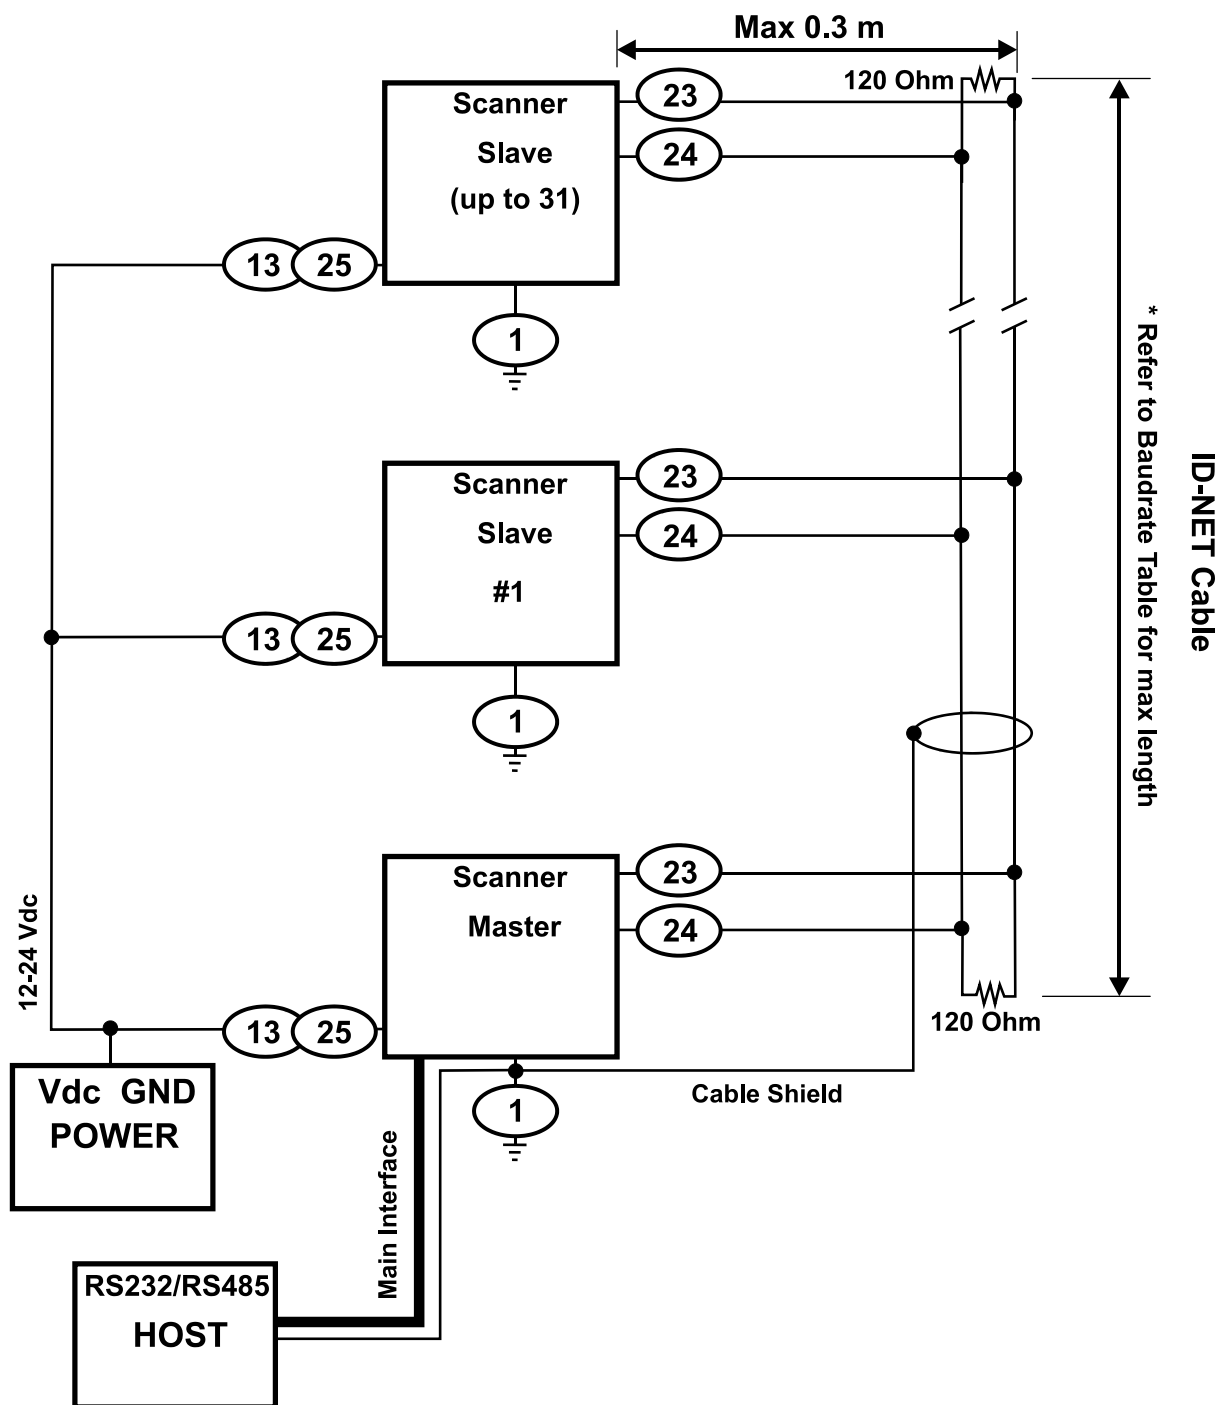 Max 0.3 m
120 Ohm
Scanner
Slave
(up to 31)
23
24
13 25
1
Scanner
Slave
#1
23
24
13 25
1
Scanner
Master
23
24
13 25
1
120 Ohm
* Refer to Baudrate Table for max length
ID-NET Cable
12-24 Vdc
Vdc GND
POWER
Cable Shield
Main Interface
RS232/RS485
HOST